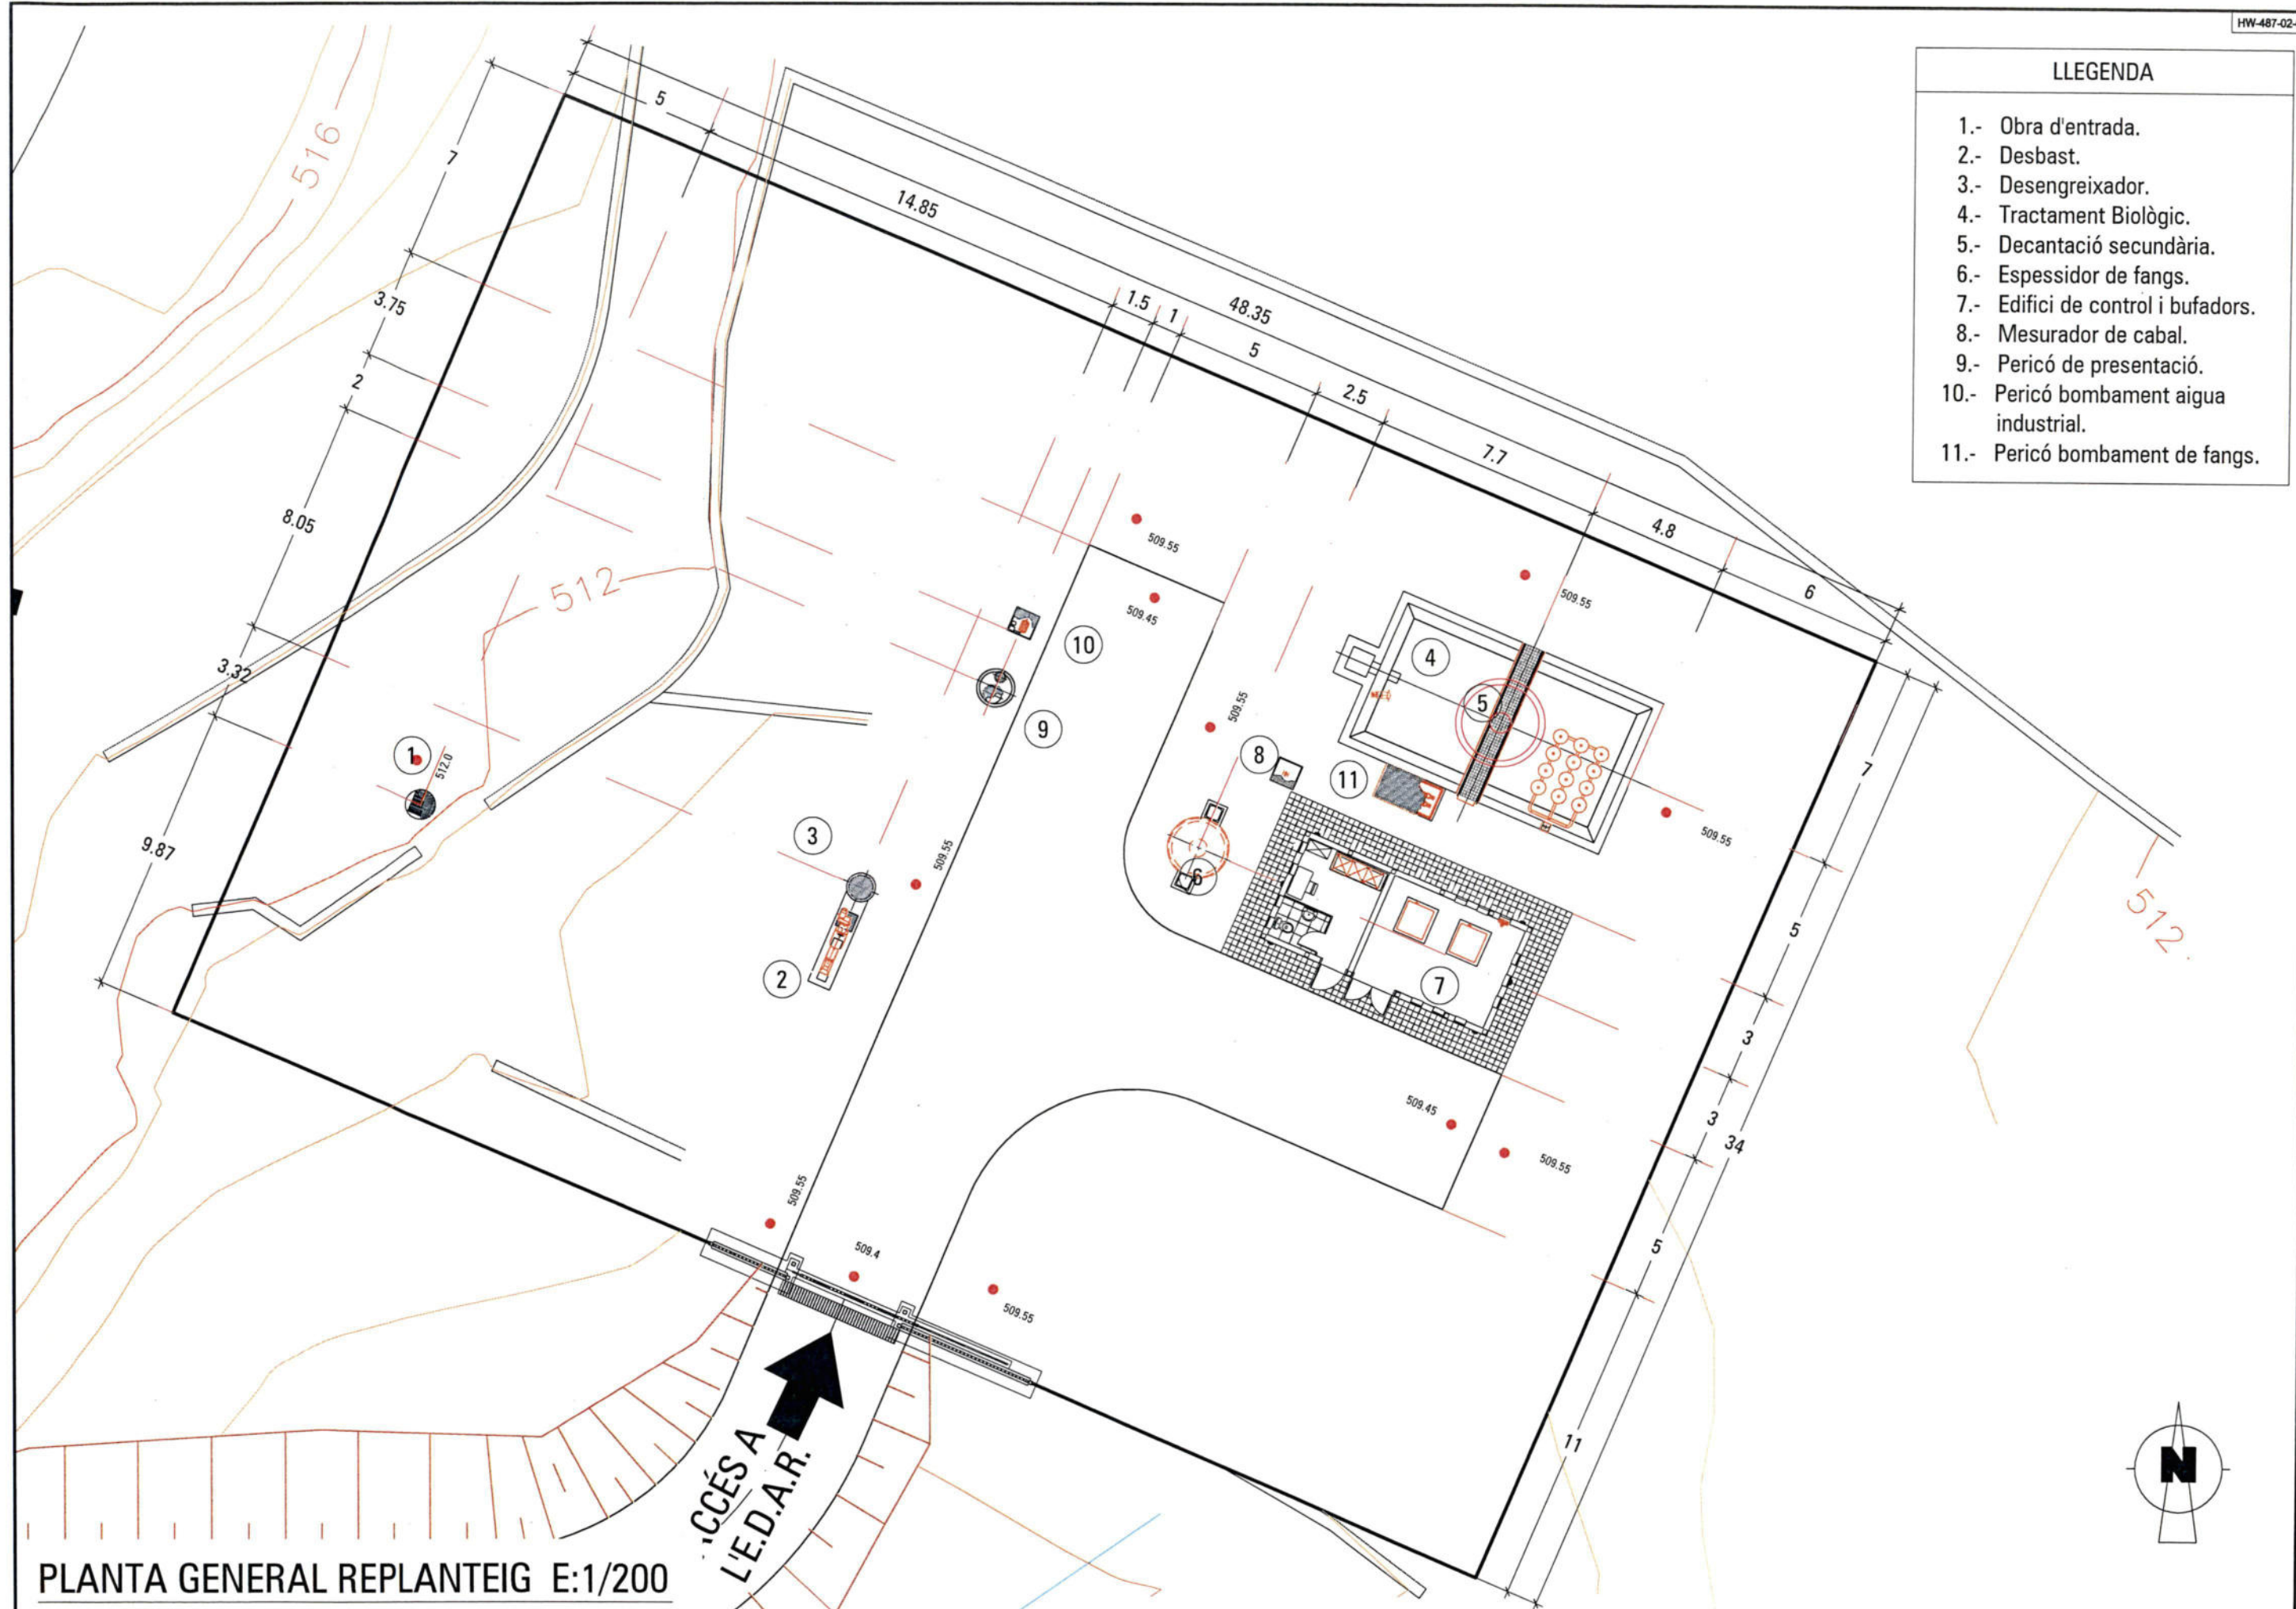 HW-487-02-
LLEGENDA
1.- Obra d'entrada.
2.- Desbast.
3.- Desengreixador.
4.- Tractament Biològic.
5.- Decantació secundària.
6.- Espessidor de fangs.
7.- Edifici de control i bufadors.
8.- Mesurador de cabal.
9.- Pericó de presentació.
10.- Pericó bombament aigua
industrial.
11.- Pericó bombament de fangs.
516
5
7
14.85
3.75
1.5
1
48.35
5
2
2.5
7.7
8.05
4.8
509.55
512
6
509.55
509.45
10
4
3.32
5
509.55
9
1
512.0
8
11
7
509.55
3
9.87
509.55
6
512
5
2
7
3
509.45
3
34
509.55
509.55
509.4
5
509.55
11
CCÉS A
L'E.D.A.R.
N
PLANTA GENERAL REPLANTEIG E:1/200